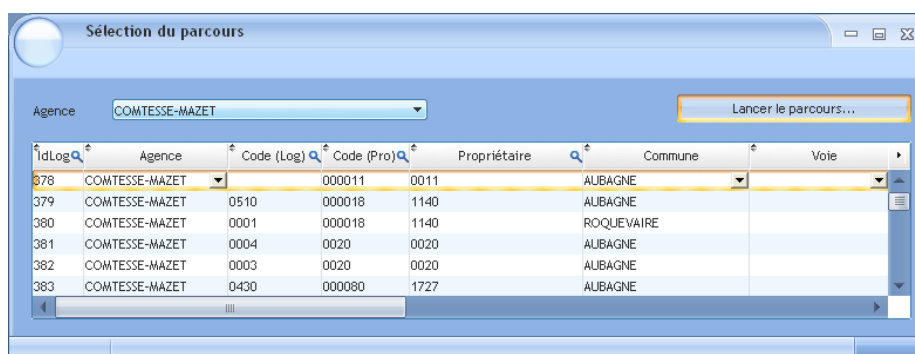 Sélection du parcours
Agence COMTESSE-MAZET Lancer le parcours...
IdLog Agence Code (Log) Code (Pro) Propriétaire Commune Voie
378 COMTESSE-MAZET 000011 0011 AUBAGNE
379 COMTESSE-MAZET 0510 000018 1140 AUBAGNE
380 COMTESSE-MAZET 0001 000018 1140 ROQUEVAIRE
381 COMTESSE-MAZET 0004 0020 0020 AUBAGNE
382 COMTESSE-MAZET 0003 0020 0020 AUBAGNE
383 COMTESSE-MAZET 0430 000080 1727 AUBAGNE